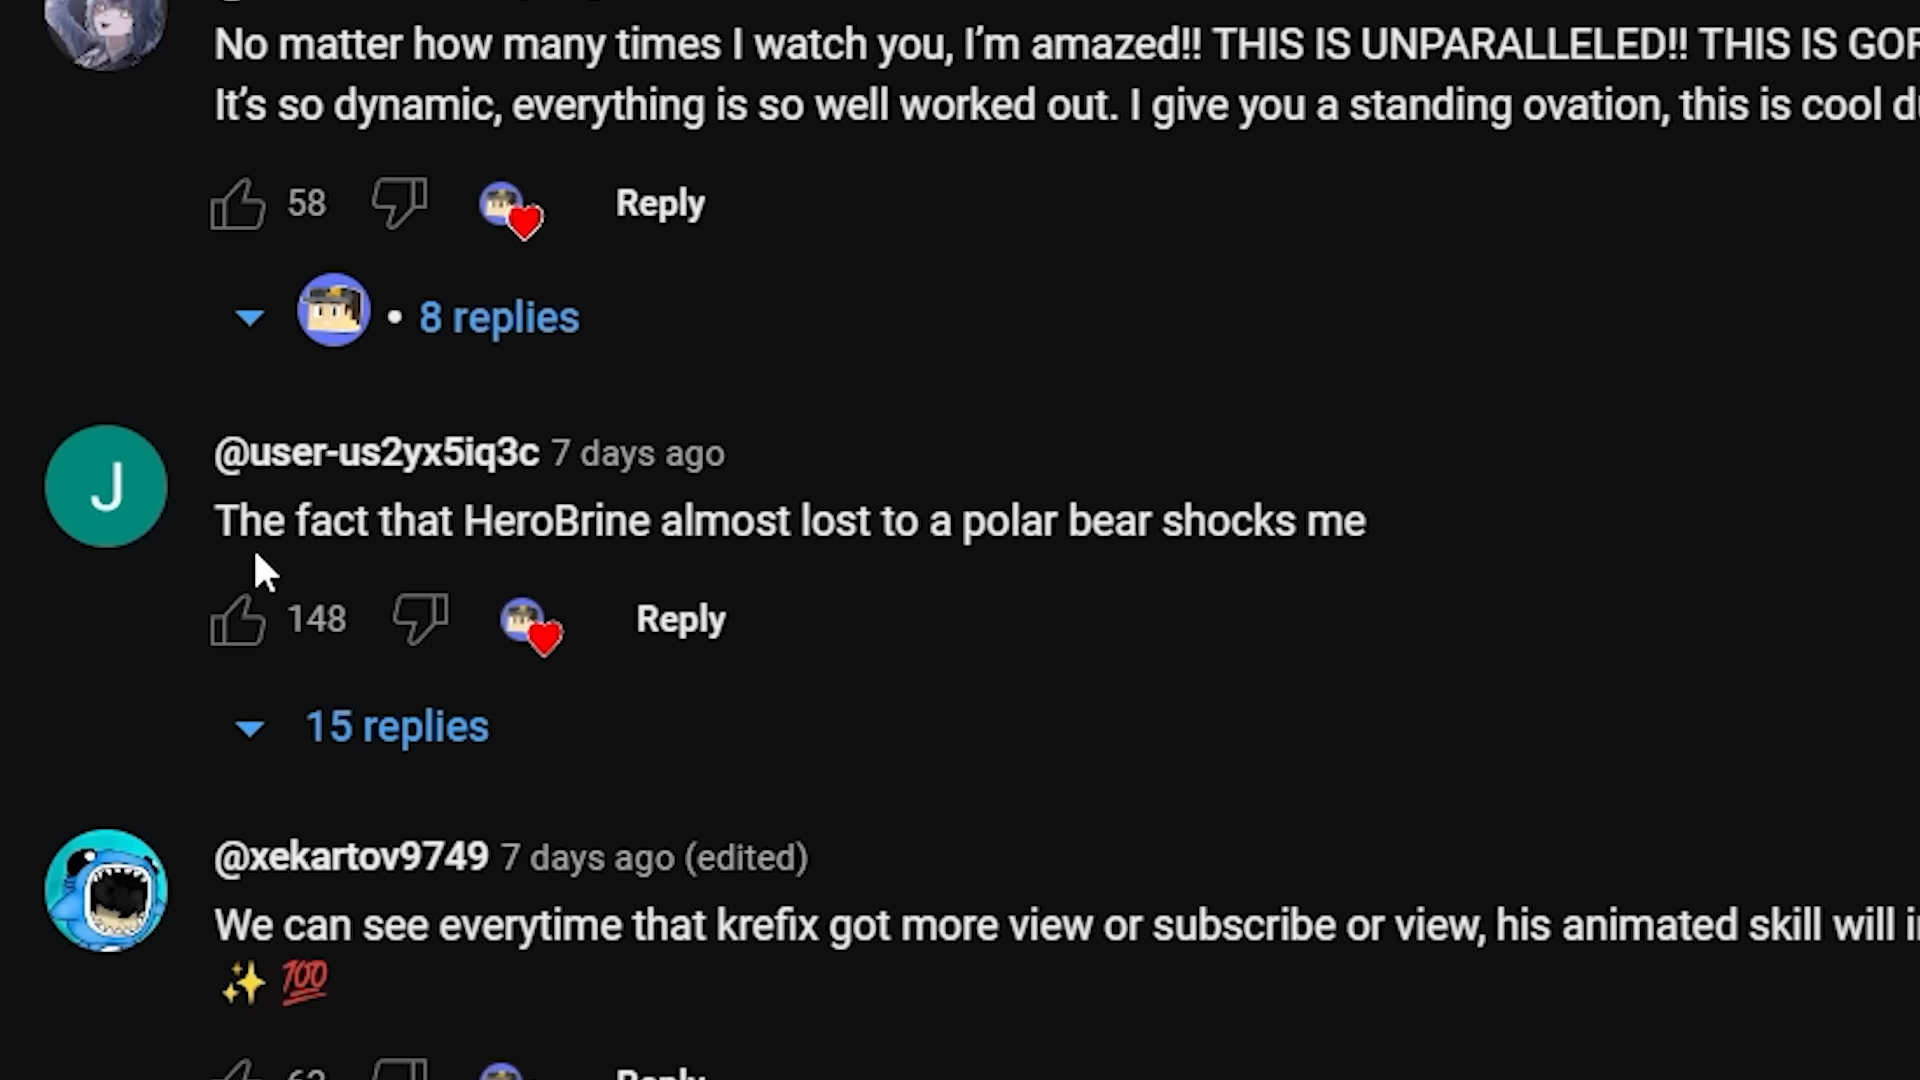 No matter how many times I watch you, I’m amazed!! THIS IS UNPARALLELED!! THIS IS
It’s so dynamic, everything is so well worked out. I give you a standing ovation, this is cool
58 Reply
• 8 replies
J
@user-us2yx5iq3c 7 days ago
The fact that HeroBrine almost lost to a polar bear shocks me
148 Reply
15 replies
@xekartov9749 7 days ago (edited)
We can see everytime that krefix got more view or subscribe or view, his animated skill will
✨ 💯
Reply